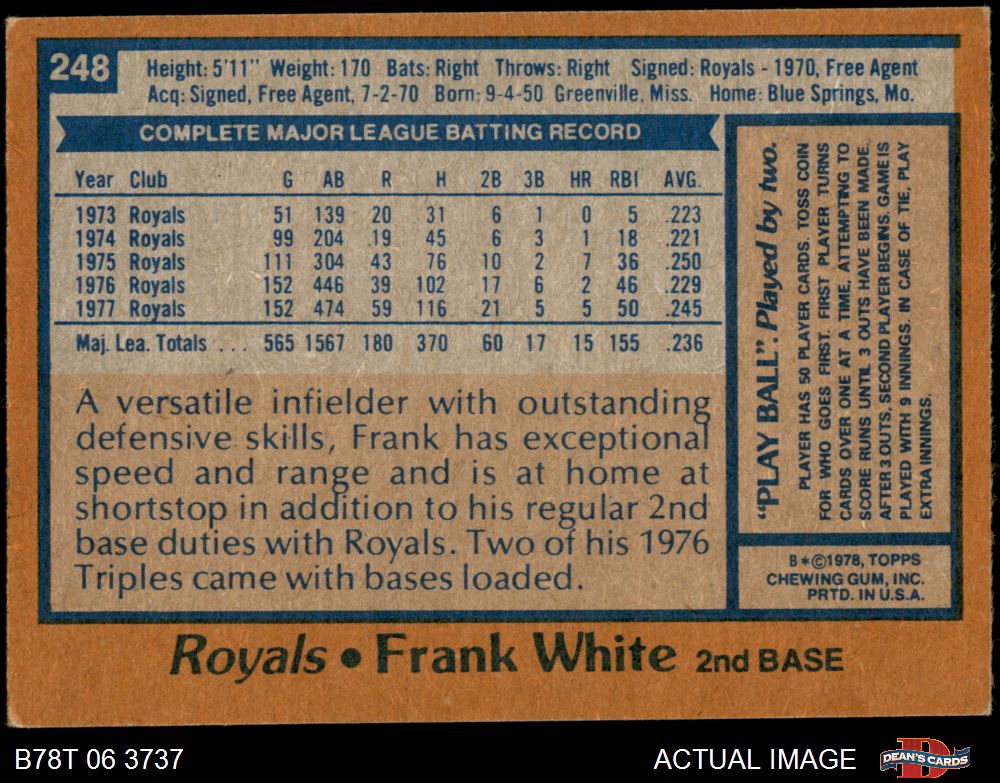 248
Height: 5'11" Weight: 170 Bats: Right Throws: Right Signed: Royals - 1970, Free Agent
Acq: Signed, Free Agent, 7-2-70 Born: 9-4-50 Greenville, Miss. Home: Blue Springs, Mo.
COMPLETE MAJOR LEAGUE BATTING RECORD
Year Club G AB R H 2B 3B HR RBI AVG.
1973 Royals 51 139 20 31 6 1 0 5 .223
1974 Royals 99 204 19 45 6 3 1 18 .221
1975 Royals 111 304 43 76 10 2 7 36 .250
1976 Royals 152 446 39 102 17 6 2 46 .229
1977 Royals 152 474 59 116 21 5 5 50 .245
Maj. Lea. Totals ... 565 1567 180 370 60 17 15 155 .236
A versatile infielder with outstanding
defensive skills, Frank has exceptional
speed and range and is at home at
shortstop in addition to his regular 2nd
base duties with Royals. Two of his 1976
Triples came with bases loaded.
"PLAY BALL". Played by two.
PLAYER HAS 50 PLAYER CARDS. TOSS COIN
FOR WHO GOES FIRST. FIRST PLAYER TURNS
CARDS OVER ONE AT A TIME, ATTEMPTNG TO
SCORE RUNS UNTIL 3 OUTS HAVE BEEN MADE.
AFTER 3 OUTS, SECOND PLAYER BEGINS. GAME IS
PLAYED WITH 9 INNINGS. IN CASE OF TIE, PLAY
EXTRA INNINGS.
B*©1978, TOPPS
CHEWING GUM, INC.
PRTD. IN U.S.A.
Royals • Frank White 2nd BASE
B78T 06 3737
ACTUAL IMAGE
DEAN'S CARDS